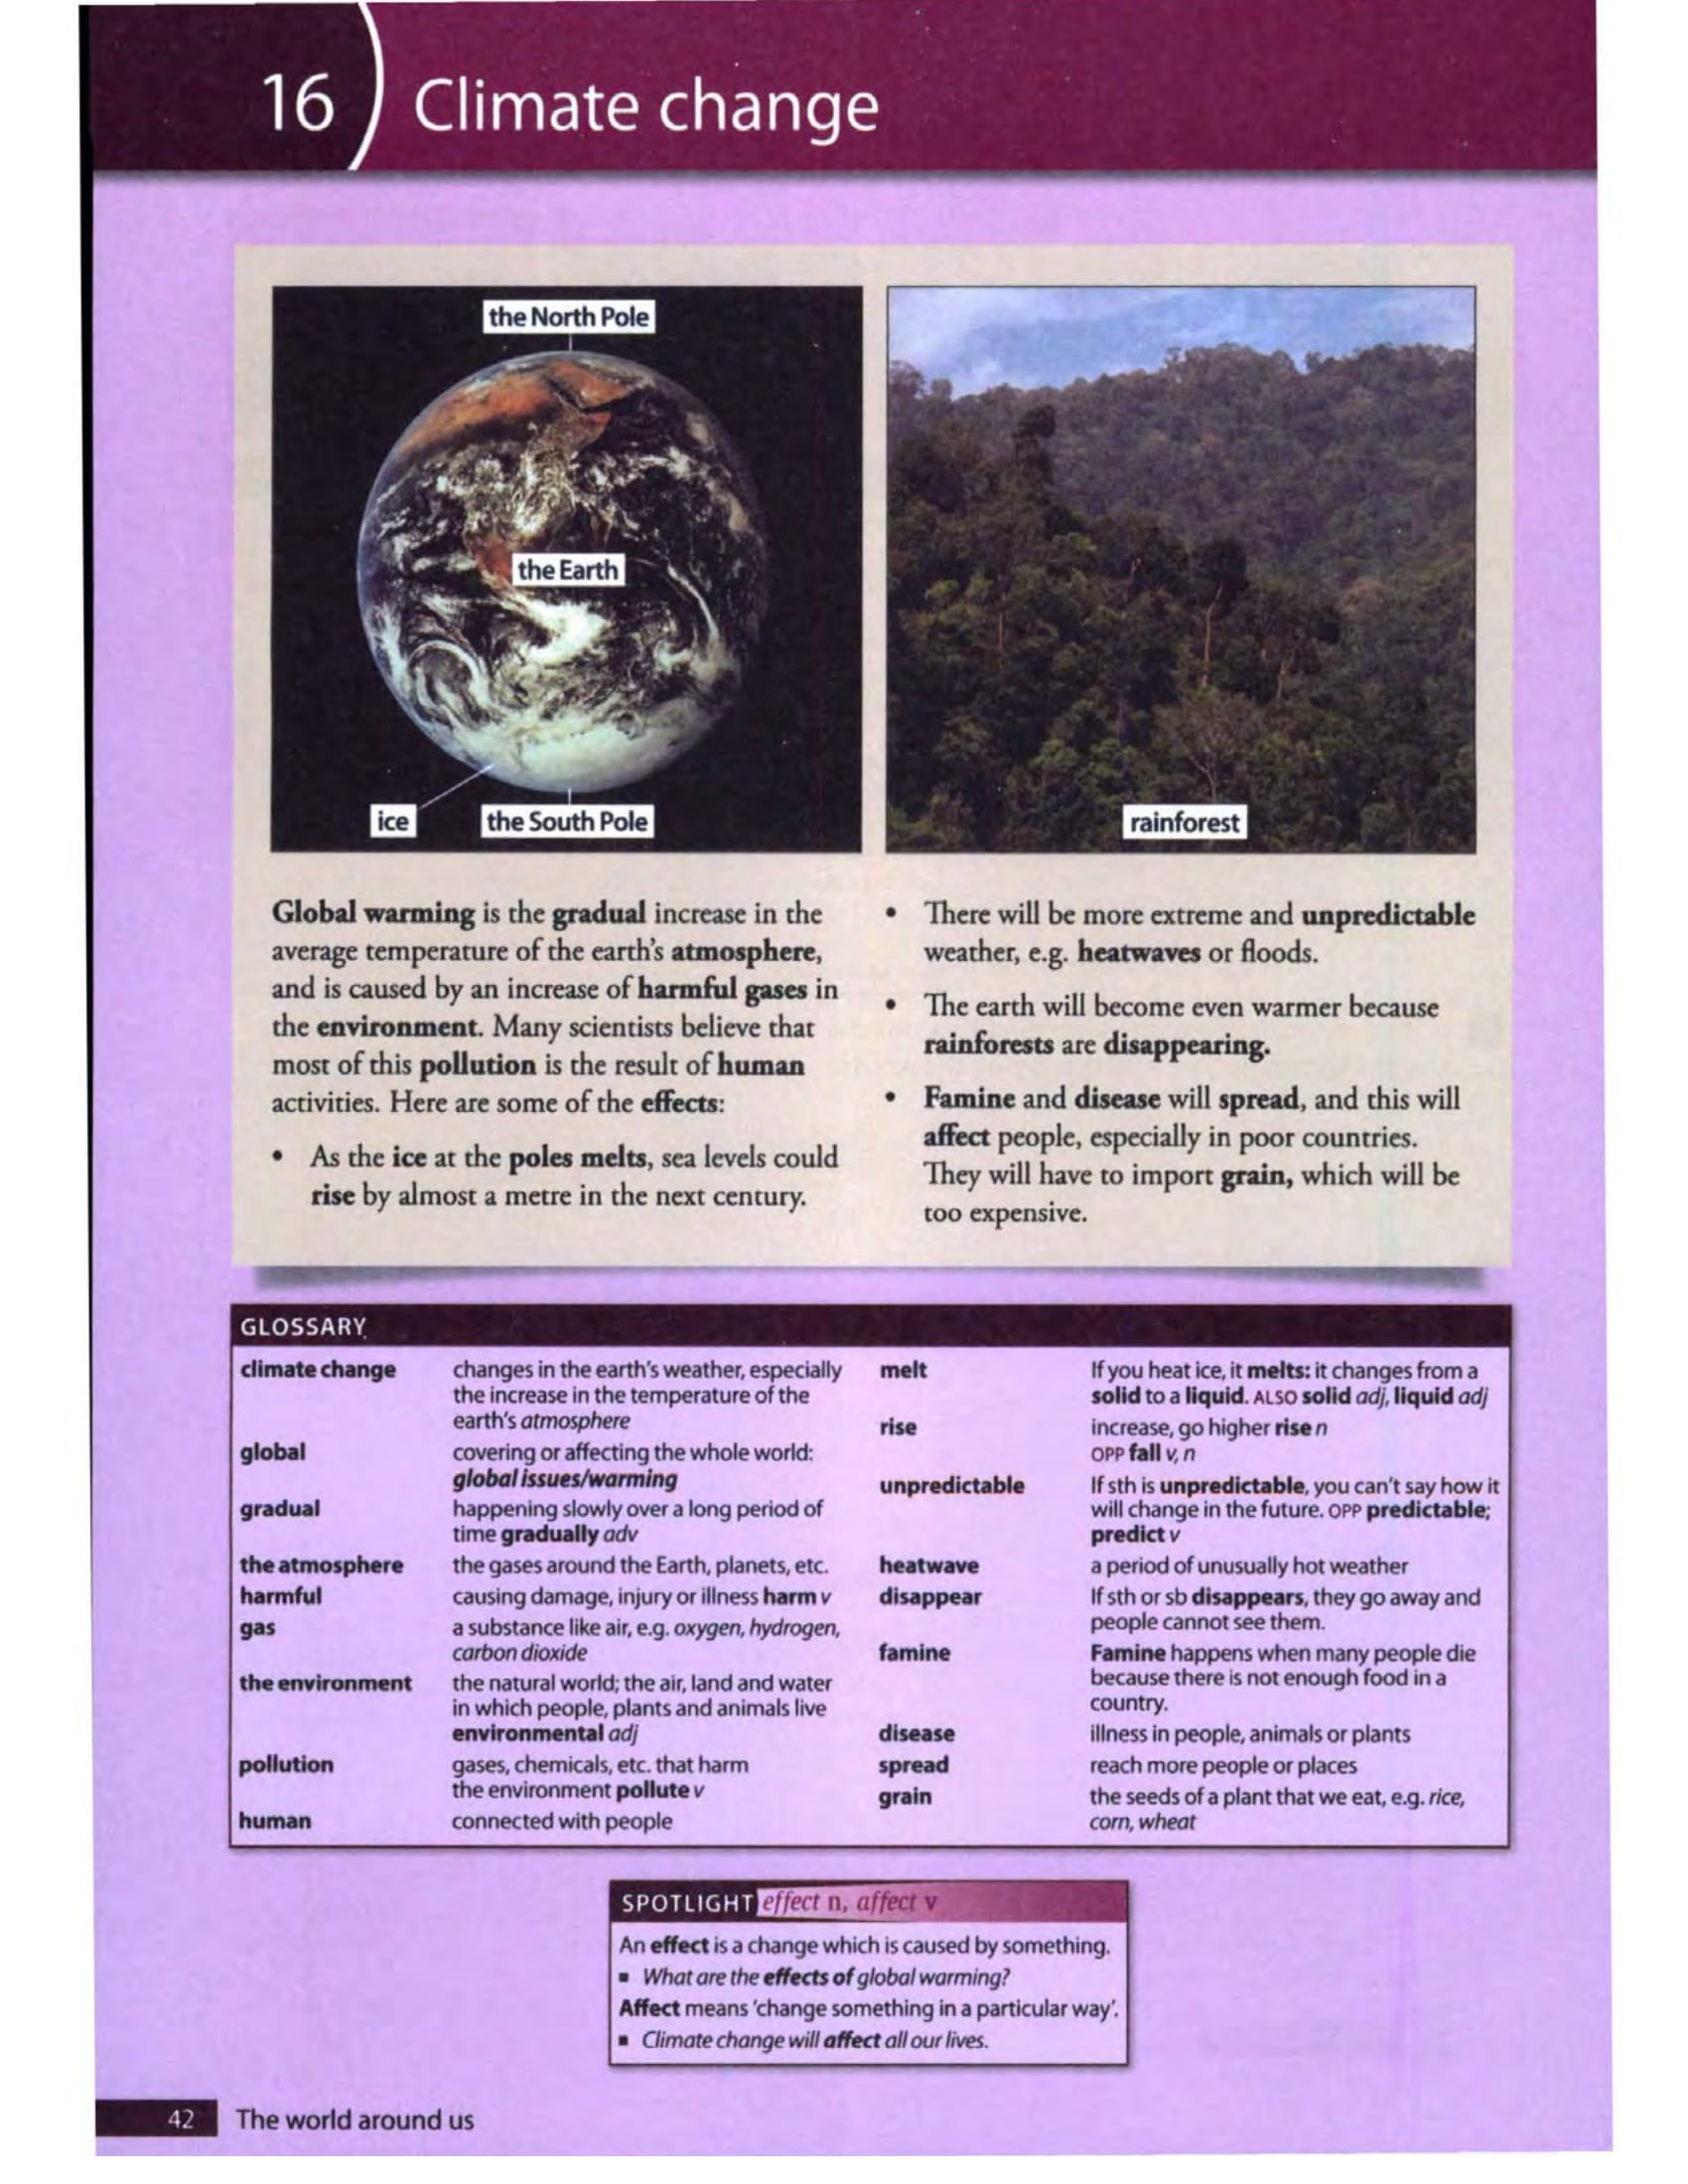 16 Climate change
the North Pole
the Earth
ice
the South Pole
rainforest
Global warming is the gradual increase in the
average temperature of the earth's atmosphere,
and is caused by an increase of harmful gases in
the environment. Many scientists believe that
most of this pollution is the result of human
activities. Here are some of the effects:
• As the ice at the poles melts, sea levels could
rise by almost a metre in the next century.
• There will be more extreme and unpredictable
weather, e.g. heatwaves or floods.
• The earth will become even warmer because
rainforests are disappearing.
• Famine and disease will spread, and this will
affect people, especially in poor countries.
They will have to import grain, which will be
too expensive.
GLOSSARY
climate change changes in the earth's weather, especially
the increase in the temperature of the
earth's atmosphere
global covering or affecting the whole world:
global issues/warming
gradual happening slowly over a long period of
time gradually adv
the atmosphere the gases around the Earth, planets, etc.
harmful causing damage, injury or illness harm v
gas a substance like air, e.g. oxygen, hydrogen,
carbon dioxide
the environment the natural world; the air, land and water
in which people, plants and animals live
environmental adj
pollution gases, chemicals, etc. that harm
the environment pollute v
human connected with people
melt If you heat ice, it melts: it changes from a
solid to a liquid. ALSO solid adj, liquid adj
rise increase, go higher rise n
OPP fall v, n
unpredictable If sth is unpredictable, you can't say how it
will change in the future. OPP predictable;
predict v
heatwave a period of unusually hot weather
disappear If sth or sb disappears, they go away and
people cannot see them.
famine Famine happens when many people die
because there is not enough food in a
country.
disease illness in people, animals or plants
spread reach more people or places
grain the seeds of a plant that we eat, e.g. rice,
corn, wheat
SPOTLIGHT effect n, affect v
An effect is a change which is caused by something.
▪ What are the effects of global warming?
Affect means 'change something in a particular way'.
▪ Climate change will affect all our lives.
42 The world around us